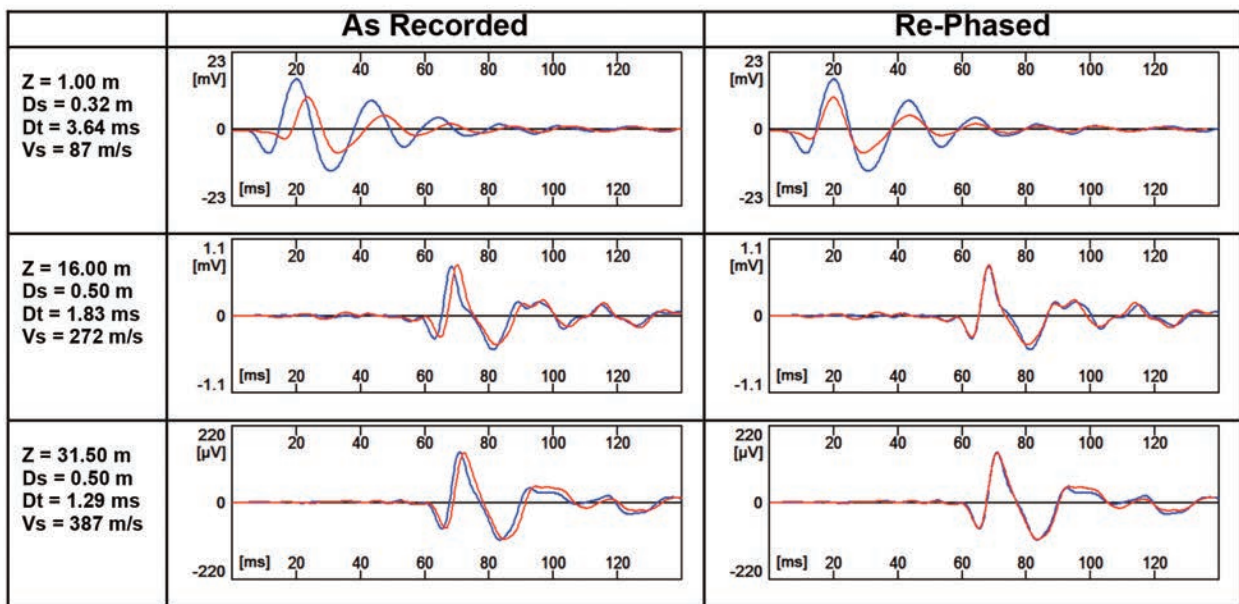 As Recorded
Re-Phased
Z = 1.00 m
Ds = 0.32 m
Dt = 3.64 ms
Vs = 87 m/s
23
[mV]
0
-23
20 40 60 80 100 120
[ms] 20 40 60 80 100 120
23
[mV]
0
-23
20 40 60 80 100 120
[ms] 20 40 60 80 100 120
Z = 16.00 m
Ds = 0.50 m
Dt = 1.83 ms
Vs = 272 m/s
1.1
[mV]
0
-1.1
20 40 60 80 100 120
[ms] 20 40 60 80 100 120
1.1
[mV]
0
-1.1
20 40 60 80 100 120
[ms] 20 40 60 80 100 120
Z = 31.50 m
Ds = 0.50 m
Dt = 1.29 ms
Vs = 387 m/s
220
[µV]
0
-220
20 40 60 80 100 120
[ms] 20 40 60 80 100 120
220
[µV]
0
-220
20 40 60 80 100 120
[ms] 20 40 60 80 100 120